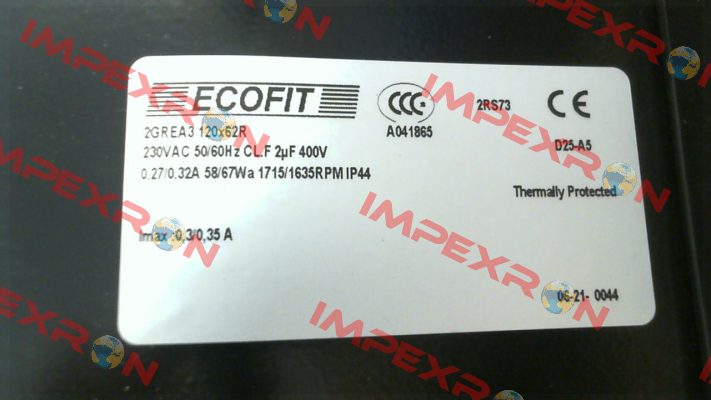 ECOFIT
CCC
2RS73
CE
A041865
2GREA3 120x62R
D25-A5
230VAC 50/60Hz CL.F 2µF 400V
0,27/0,32A 58/67Wa 1715/1635RPM IP44
Thermally Protected
Imax :0,3/0,35 A
06-21- 0044
IMPEXRON
IMPEXRON
IMPEXRON
IMPEXRON
IMPEXRON
IMPEXRON